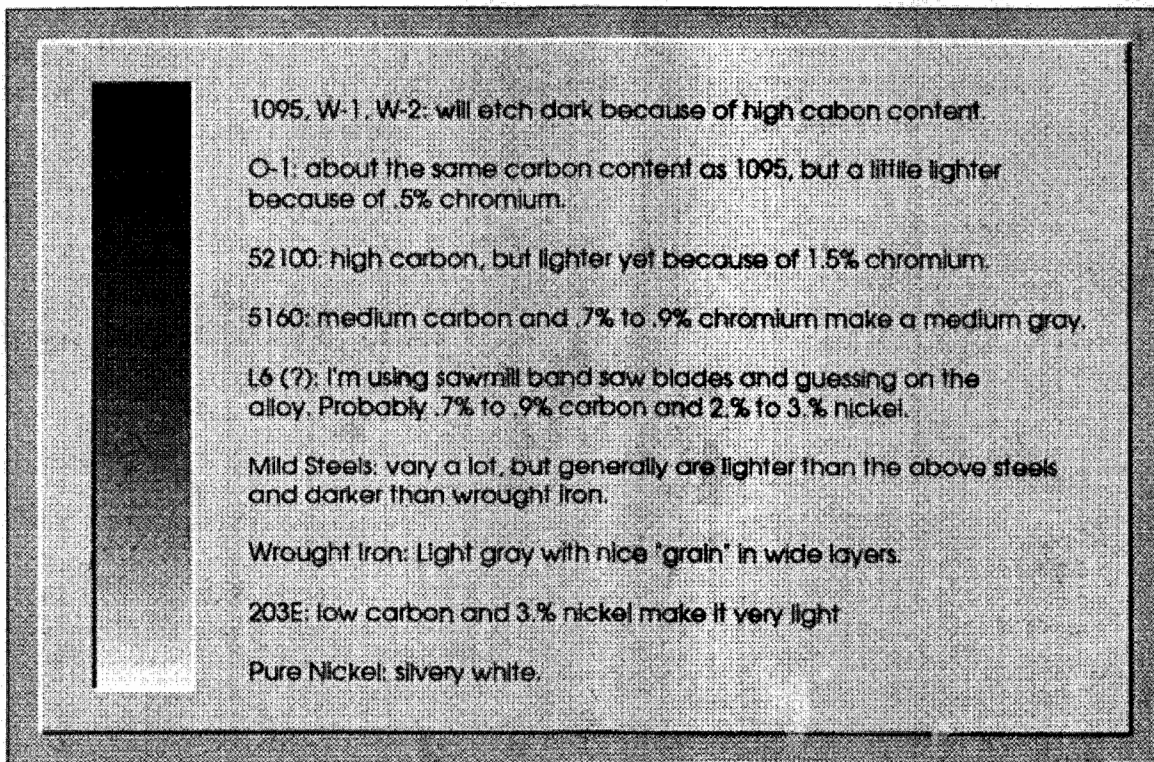 1095, W-1, W-2: will etch dark because of high cabon content.
O-1: about the same carbon content as 1095, but a little lighter
because of .5% chromium.
52100: high carbon, but lighter yet because of 1.5% chromium.
5160: medium carbon and .7% to .9% chromium make a medium gray.
L6 (?): I'm using sawmill band saw blades and guessing on the
alloy. Probably .7% to .9% carbon and 2.% to 3.% nickel.
Mild Steels: vary a lot, but generally are lighter than the above steels
and darker than wrought iron.
Wrought Iron: Light gray with nice "grain" in wide layers.
203E: low carbon and 3.% nickel make it very light
Pure Nickel: silvery white.